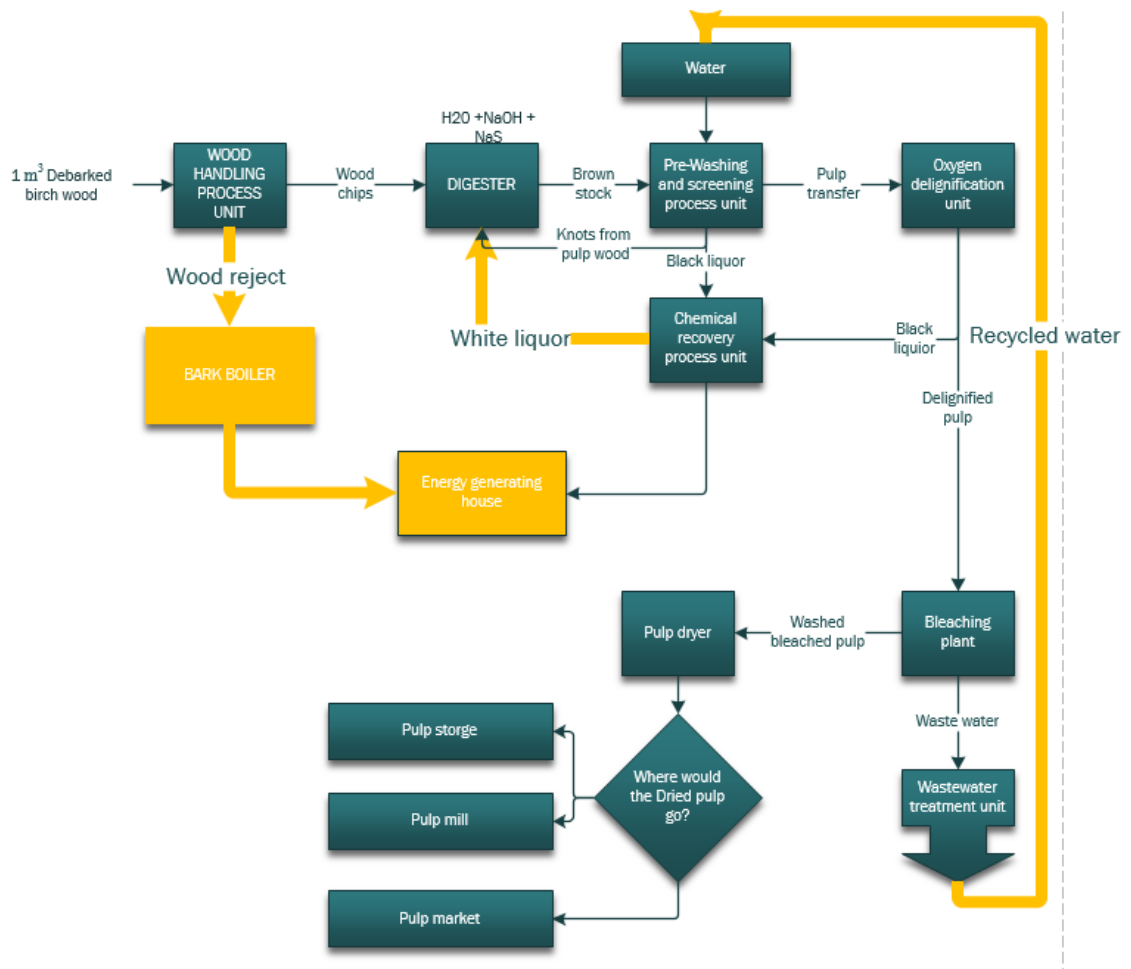 Water
H20 +NaOH +
NaS
1 m³ Debarked
birch wood
WOOD
HANDLING
PROCESS
UNIT
Wood
chips
DIGESTER
Brown
stock
Pre-Washing
and screening
process unit
Pulp
transfer
Oxygen
delignification
unit
Knots from
pulp wood
Black liquor
Wood reject
White liquor
Chemical
recovery
process unit
Black
liquior
Recycled water
BARK BOILER
Delignified
pulp
Energy generating
house
Pulp dryer
Washed
bleached pulp
Bleaching
plant
Waste water
Pulp storge
Where would
the Dried pulp
go?
Wastewater
treatment unit
Pulp mill
Pulp market